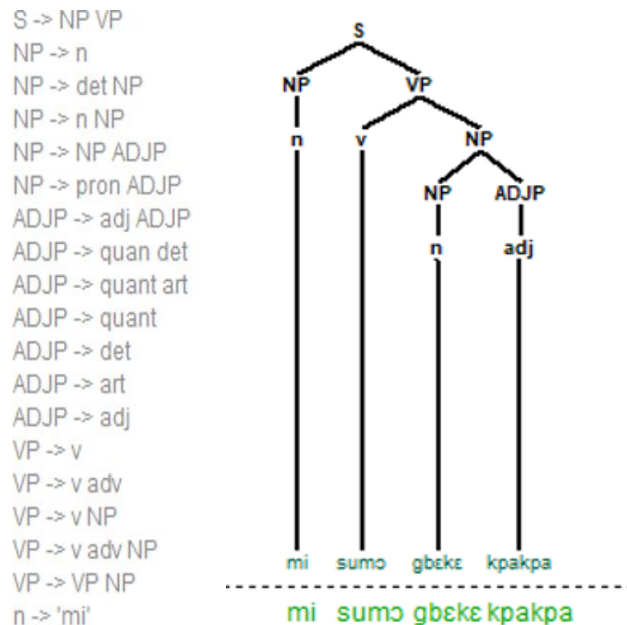 S -> NP VP
NP -> n
NP -> det NP
NP -> n NP
NP -> NP ADJP
NP -> pron ADJP
ADJP -> adj ADJP
ADJP -> quan det
ADJP -> quant art
ADJP -> quant
ADJP -> det
ADJP -> art
ADJP -> adj
VP -> v
VP -> v adv
VP -> v NP
VP -> v adv NP
VP -> VP NP
n -> 'mi'
S
NP VP
n v NP
NP ADJP
n adj
mi sumɔ gbɛkɛ kpakpa
mi sumɔ gbɛkɛ kpakpa